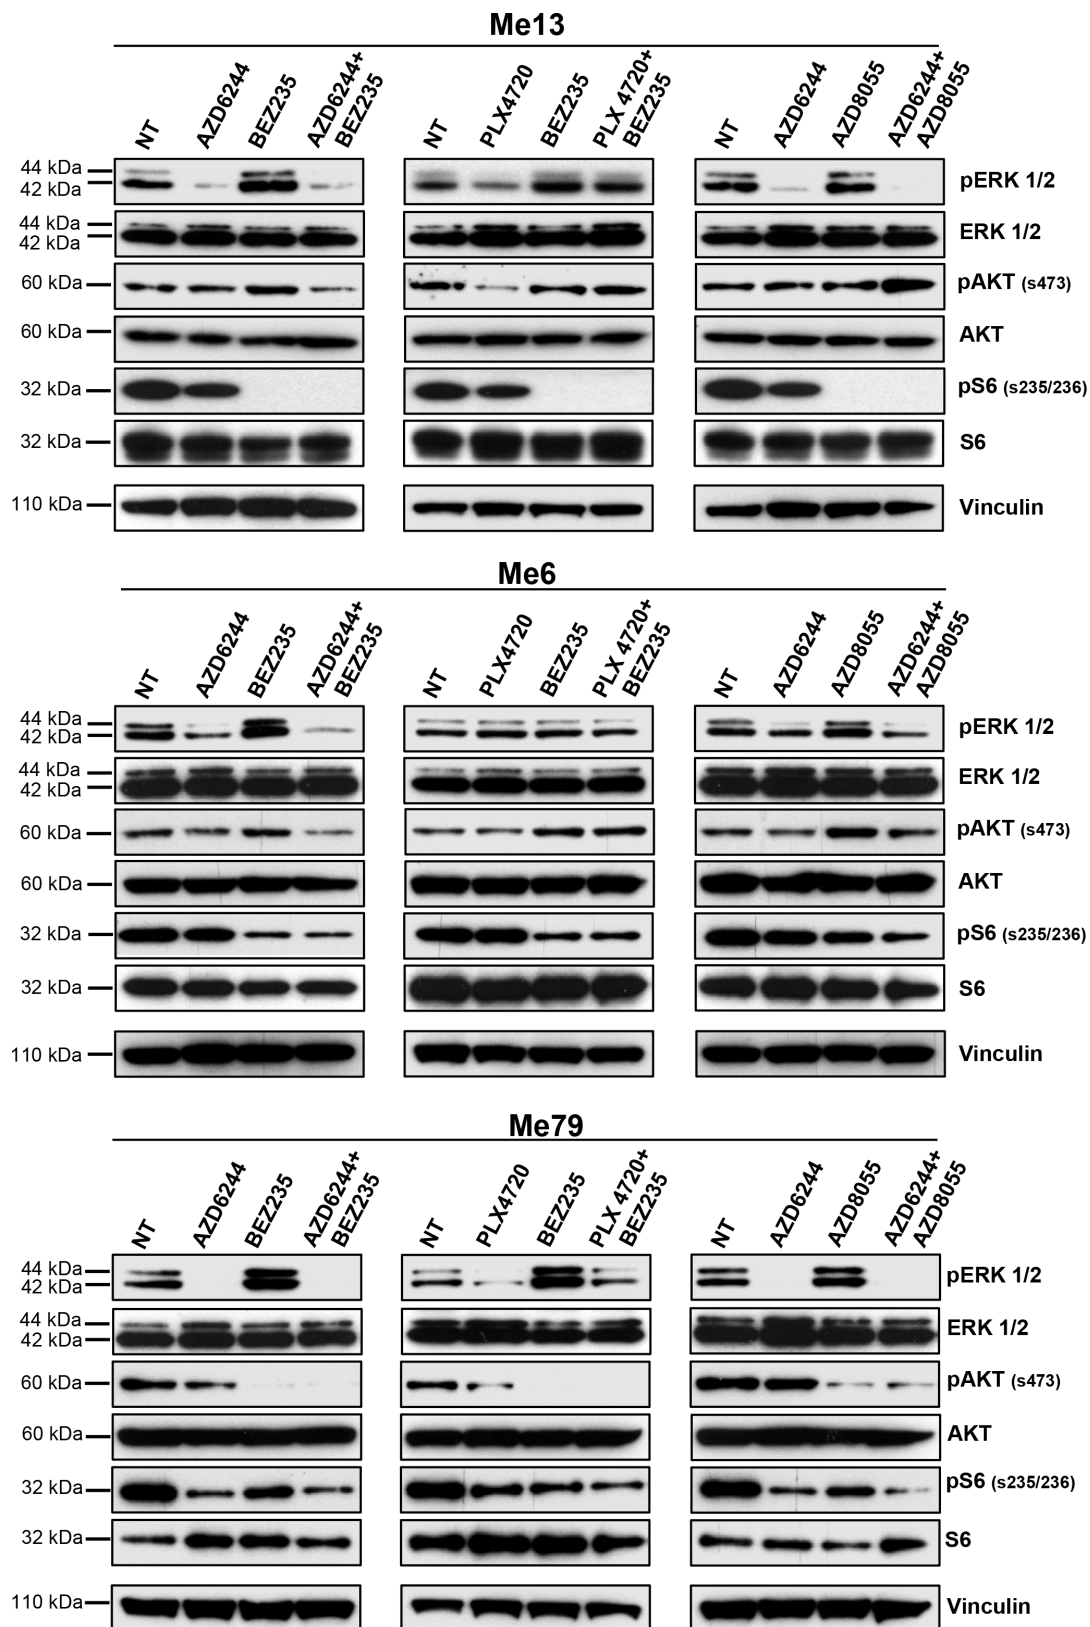 Me13
NT AZD6244 BEZ235 AZD6244+ BEZ235
NT PLX4720 BEZ235 PLX 4720+ BEZ235
NT AZD6244 AZD8055 AZD6244+ AZD8055
44 kDa
42 kDa
pERK 1/2
44 kDa
42 kDa
ERK 1/2
60 kDa
pAKT (s473)
60 kDa
AKT
32 kDa
pS6 (s235/236)
32 kDa
S6
110 kDa
Vinculin
Me6
NT AZD6244 BEZ235 AZD6244+ BEZ235
NT PLX4720 BEZ235 PLX 4720+ BEZ235
NT AZD6244 AZD8055 AZD6244+ AZD8055
44 kDa
42 kDa
pERK 1/2
44 kDa
42 kDa
ERK 1/2
60 kDa
pAKT (s473)
60 kDa
AKT
32 kDa
pS6 (s235/236)
32 kDa
S6
110 kDa
Vinculin
Me79
NT AZD6244 BEZ235 AZD6244+ BEZ235
NT PLX4720 BEZ235 PLX 4720+ BEZ235
NT AZD6244 AZD8055 AZD6244+ AZD8055
44 kDa
42 kDa
pERK 1/2
44 kDa
42 kDa
ERK 1/2
60 kDa
pAKT (s473)
60 kDa
AKT
32 kDa
pS6 (s235/236)
32 kDa
S6
110 kDa
Vinculin